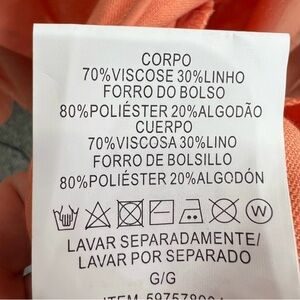 CORPO
70%VISCOSE 30%LINHO
FORRO DO BOLSO
80%POLIÉSTER 20%ALGODÃO
CUERPO
70%VISCOSA 30%LINO
FORRO DE BOLSILLO
80%POLIÉSTER 20%ALGODÓN
W
LAVAR SEPARADAMENTE/
LAVAR POR SEPARADO
G/G
ITEM